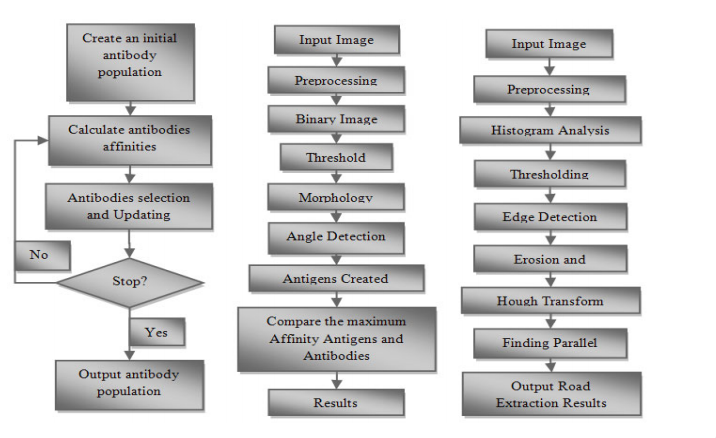 Create an initial
antibody
population
Calculate antibodies
affinities
Antibodies selection
and Updating
No
Stop?
Yes
Output antibody
population
Input Image
Preprocessing
Binary Image
Threshold
Morphology
Angle Detection
Antigens Created
Compare the maximum
Affinity Antigens and
Antibodies
Results
Input Image
Preprocessing
Histogram Analysis
Thresholding
Edge Detection
Erosion and
Hough Transform
Finding Parallel
Output Road
Extraction Results